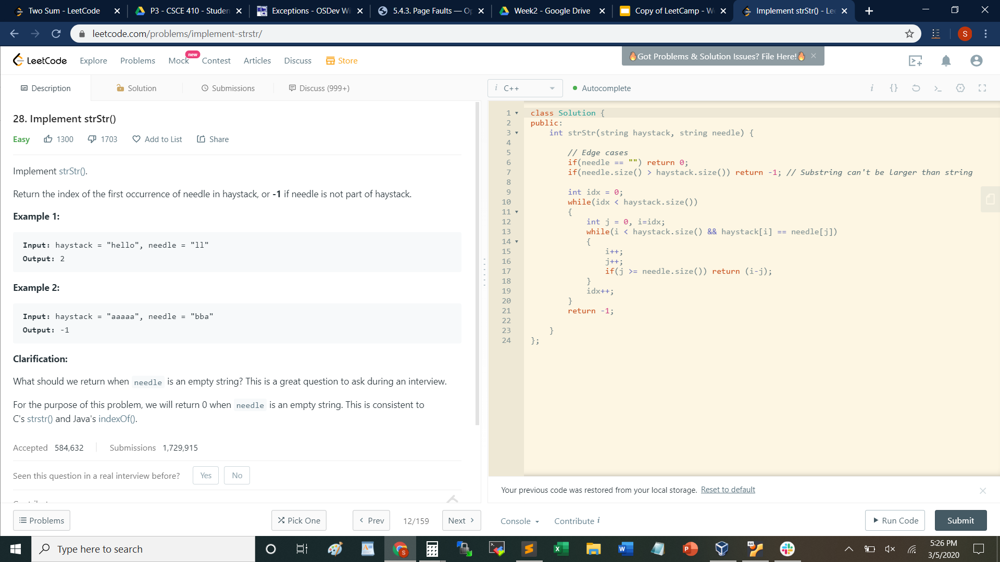 Two Sum - LeetCode
P3 - CSCE 410 - Studen
Exceptions - OSDev Wi
5.4.3. Page Faults — Op
Week2 - Google Drive
Copy of LeetCamp - W
Implement strStr() - Lee
leetcode.com/problems/implement-strstr/
S
LeetCode
Explore
Problems
Mock
new
Contest
Articles
Discuss
Store
Got Problems & Solution Issues? File Here!
Description
Solution
Submissions
Discuss (999+)
i C++
Autocomplete
28. Implement strStr()
Easy
1300
1703
Add to List
Share
Implement strStr().
Return the index of the first occurrence of needle in haystack, or -1 if needle is not part of haystack.
Example 1:
Input: haystack = "hello", needle = "ll"
Output: 2
Example 2:
Input: haystack = "aaaaa", needle = "bba"
Output: -1
Clarification:
What should we return when needle is an empty string? This is a great question to ask during an interview.
For the purpose of this problem, we will return 0 when needle is an empty string. This is consistent to
C's strstr() and Java's indexOf().
Accepted 584,632
Submissions 1,729,915
Seen this question in a real interview before?
Yes
No
Problems
Pick One
Prev
12/159
Next
1 class Solution {
2 public:
3     int strStr(string haystack, string needle) {
4
5         // Edge cases
6         if(needle == "") return 0;
7         if(needle.size() > haystack.size()) return -1; // Substring can't be larger than string
8
9         int idx = 0;
10         while(idx < haystack.size())
11         {
12             int j = 0, i=idx;
13             while(i < haystack.size() && haystack[i] == needle[j])
14             {
15                 i++;
16                 j++;
17                 if(j >= needle.size()) return (i-j);
18             }
19             idx++;
20         }
21         return -1;
22
23     }
24 };
Your previous code was restored from your local storage. Reset to default
Console
Contribute i
Run Code
Submit
Type here to search
5:26 PM
3/5/2020